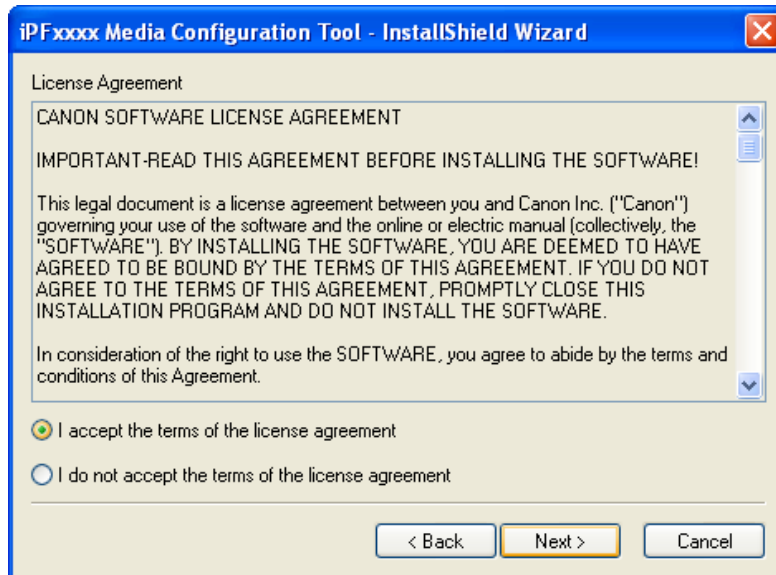 iPFxxxx Media Configuration Tool - InstallShield Wizard
License Agreement
CANON SOFTWARE LICENSE AGREEMENT
IMPORTANT-READ THIS AGREEMENT BEFORE INSTALLING THE SOFTWARE!
This legal document is a license agreement between you and Canon Inc. ("Canon")
governing your use of the software and the online or electric manual (collectively, the
"SOFTWARE"). BY INSTALLING THE SOFTWARE, YOU ARE DEEMED TO HAVE
AGREED TO BE BOUND BY THE TERMS OF THIS AGREEMENT. IF YOU DO NOT
AGREE TO THE TERMS OF THIS AGREEMENT, PROMPTLY CLOSE THIS
INSTALLATION PROGRAM AND DO NOT INSTALL THE SOFTWARE.
In consideration of the right to use the SOFTWARE, you agree to abide by the terms and
conditions of this Agreement.
I accept the terms of the license agreement
I do not accept the terms of the license agreement
< Back
Next >
Cancel